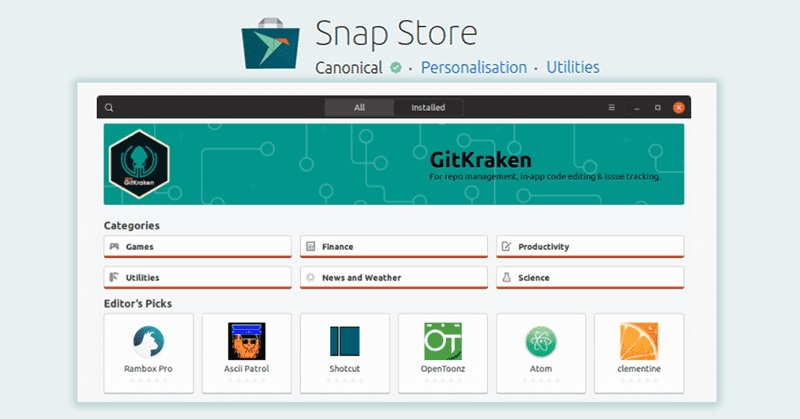 Snap Store
Canonical · Personalisation · Utilities
All Installed
GitKraken
GitKraken
For repo management, in-app code editing & issue tracking.
Categories
Games Finance Productivity
Utilities News and Weather Science
Editor's Picks
Rambox Pro Ascii Patrol Shotcut OpenToonz Atom clementine